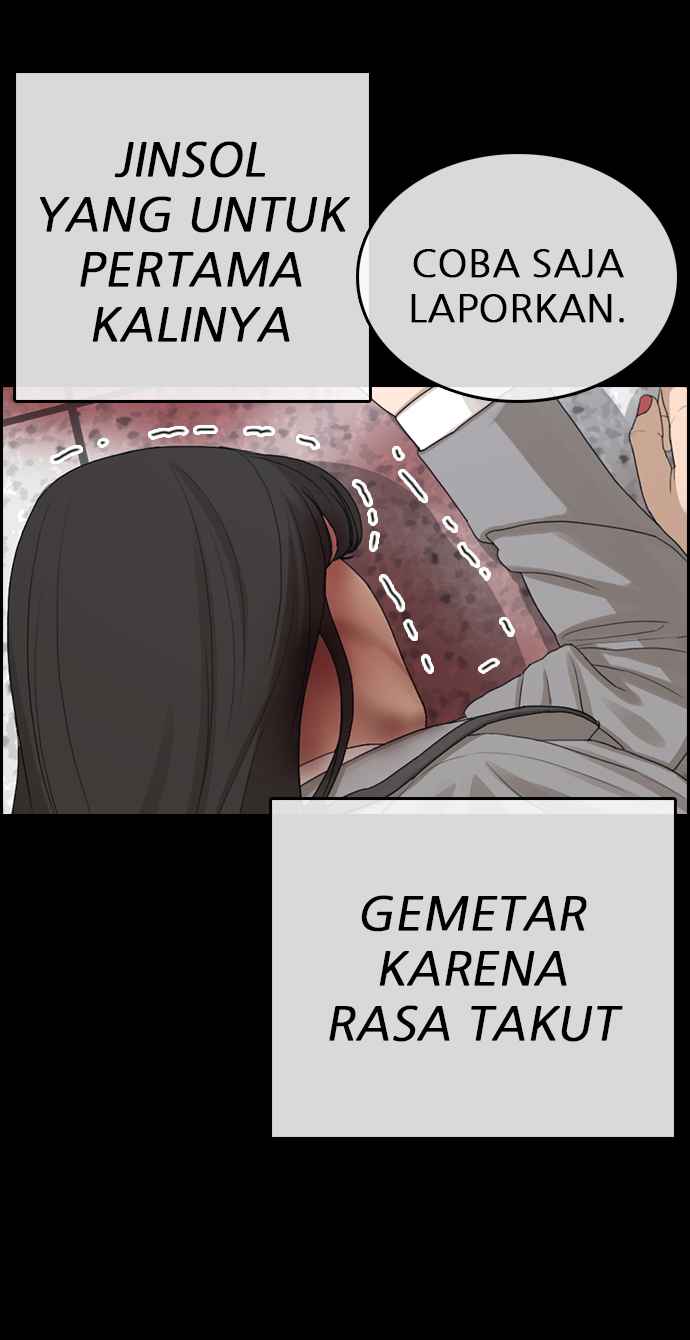 JINSOL
YANG UNTUK
PERTAMA
KALINYA
COBA SAJA
LAPORKAN.
GEMETAR
KARENA
RASA TAKUT